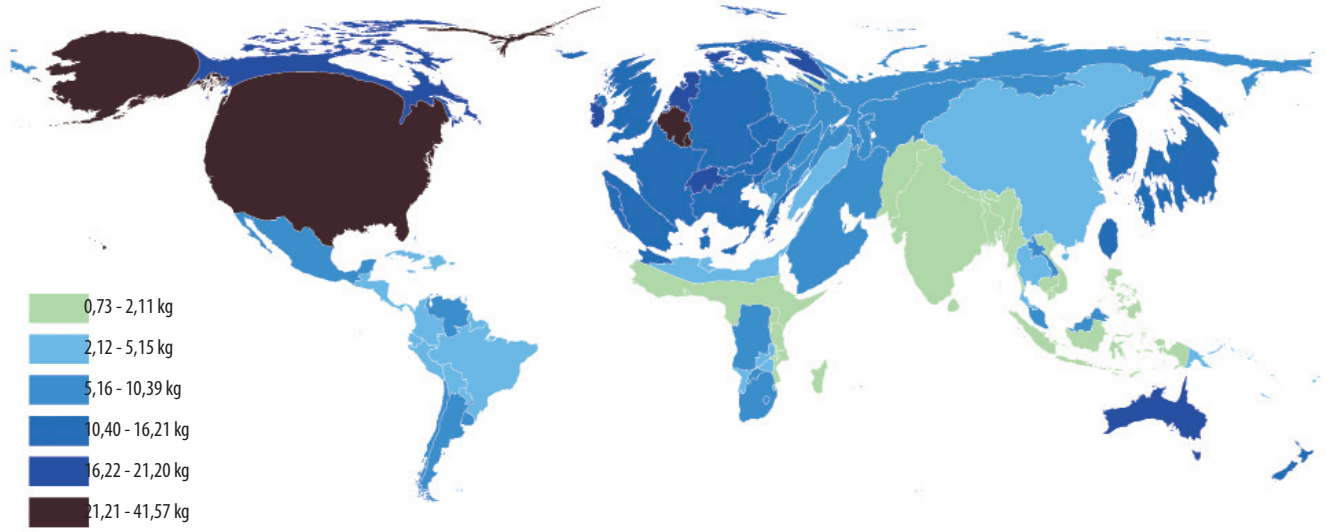 0,73 - 2,11 kg
2,12 - 5,15 kg
5,16 - 10,39 kg
10,40 - 16,21 kg
16,22 - 21,20 kg
21,21 - 41,57 kg